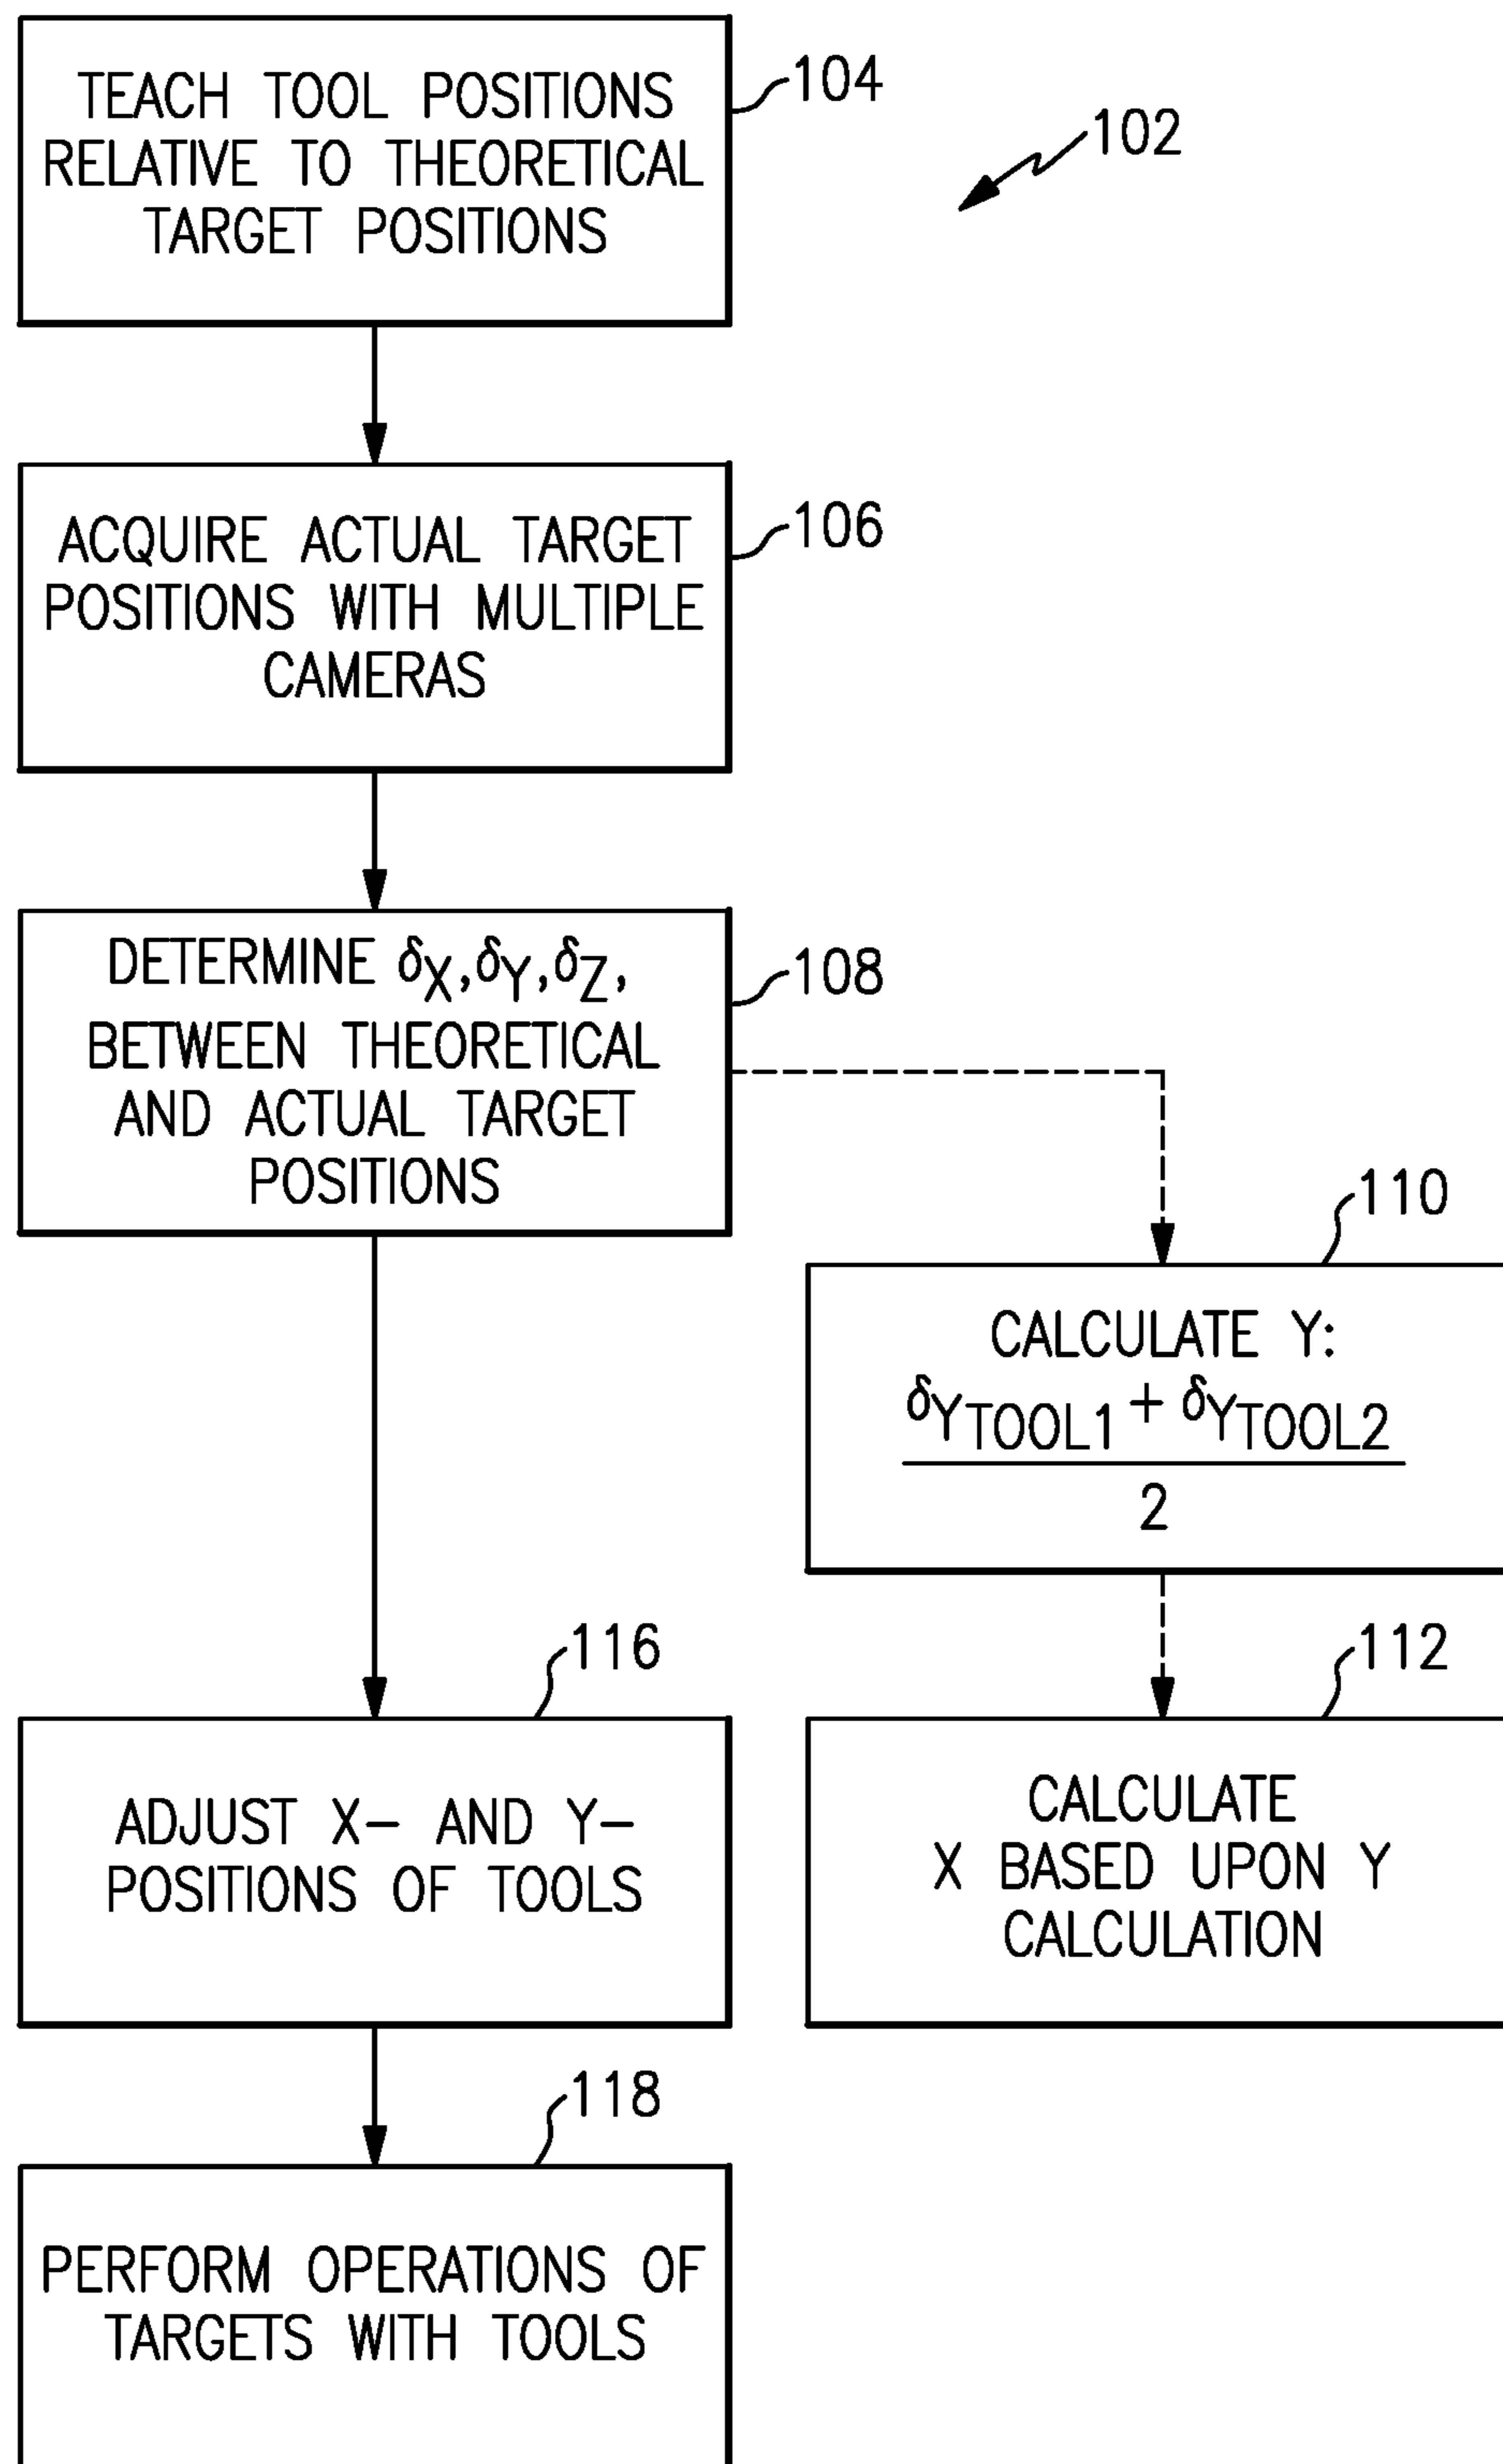 TEACH TOOL POSITIONS
RELATIVE TO THEORETICAL
TARGET POSITIONS
104
102
ACQUIRE ACTUAL TARGET
POSITIONS WITH MULTIPLE
CAMERAS
106
DETERMINE δX, δY, δZ,
BETWEEN THEORETICAL
AND ACTUAL TARGET
POSITIONS
108
110
CALCULATE Y:
δYTOOL1 + δYTOOL2
2
116
ADJUST X- AND Y-
POSITIONS OF TOOLS
112
CALCULATE
X BASED UPON Y
CALCULATION
118
PERFORM OPERATIONS OF
TARGETS WITH TOOLS